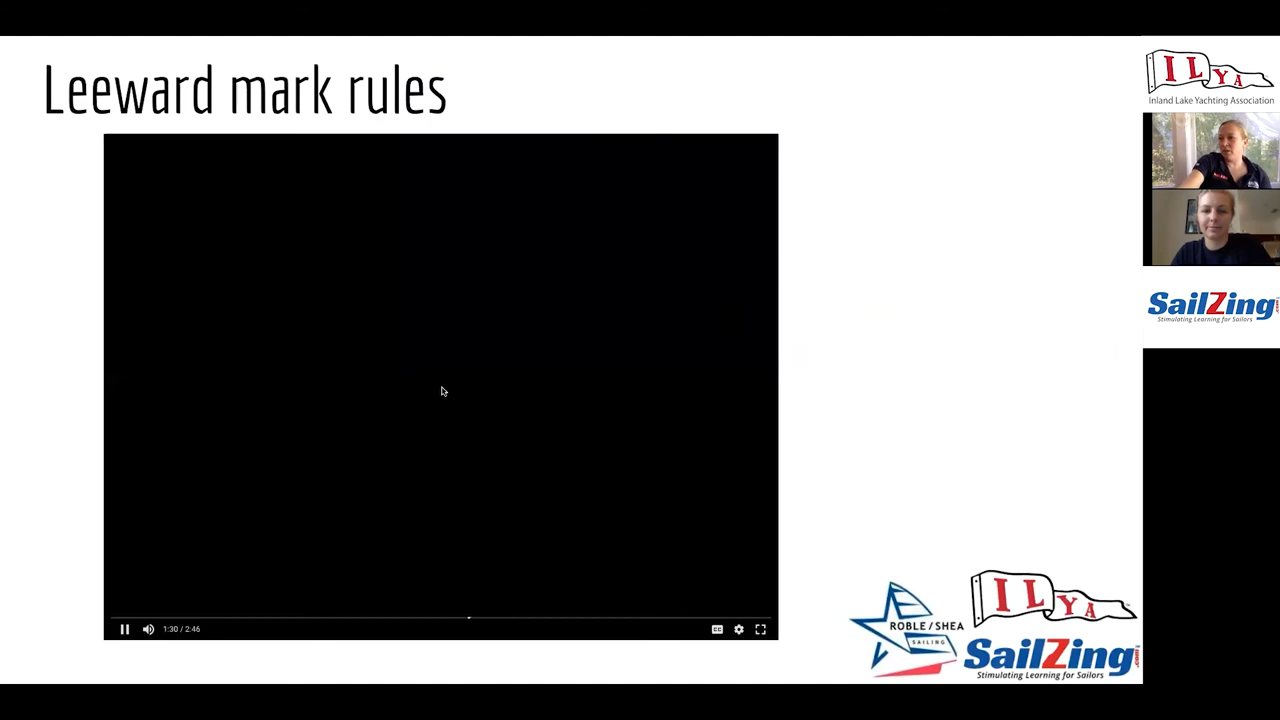 Leeward mark rules
ILYA
Inland Lake Yachting Association
SailZing
Stimulating Learning for Sailors
1:30 / 2:46
CC
ROBLE / SHEA
SAILING
ILYA
SailZing
Stimulating Learning for Sailors